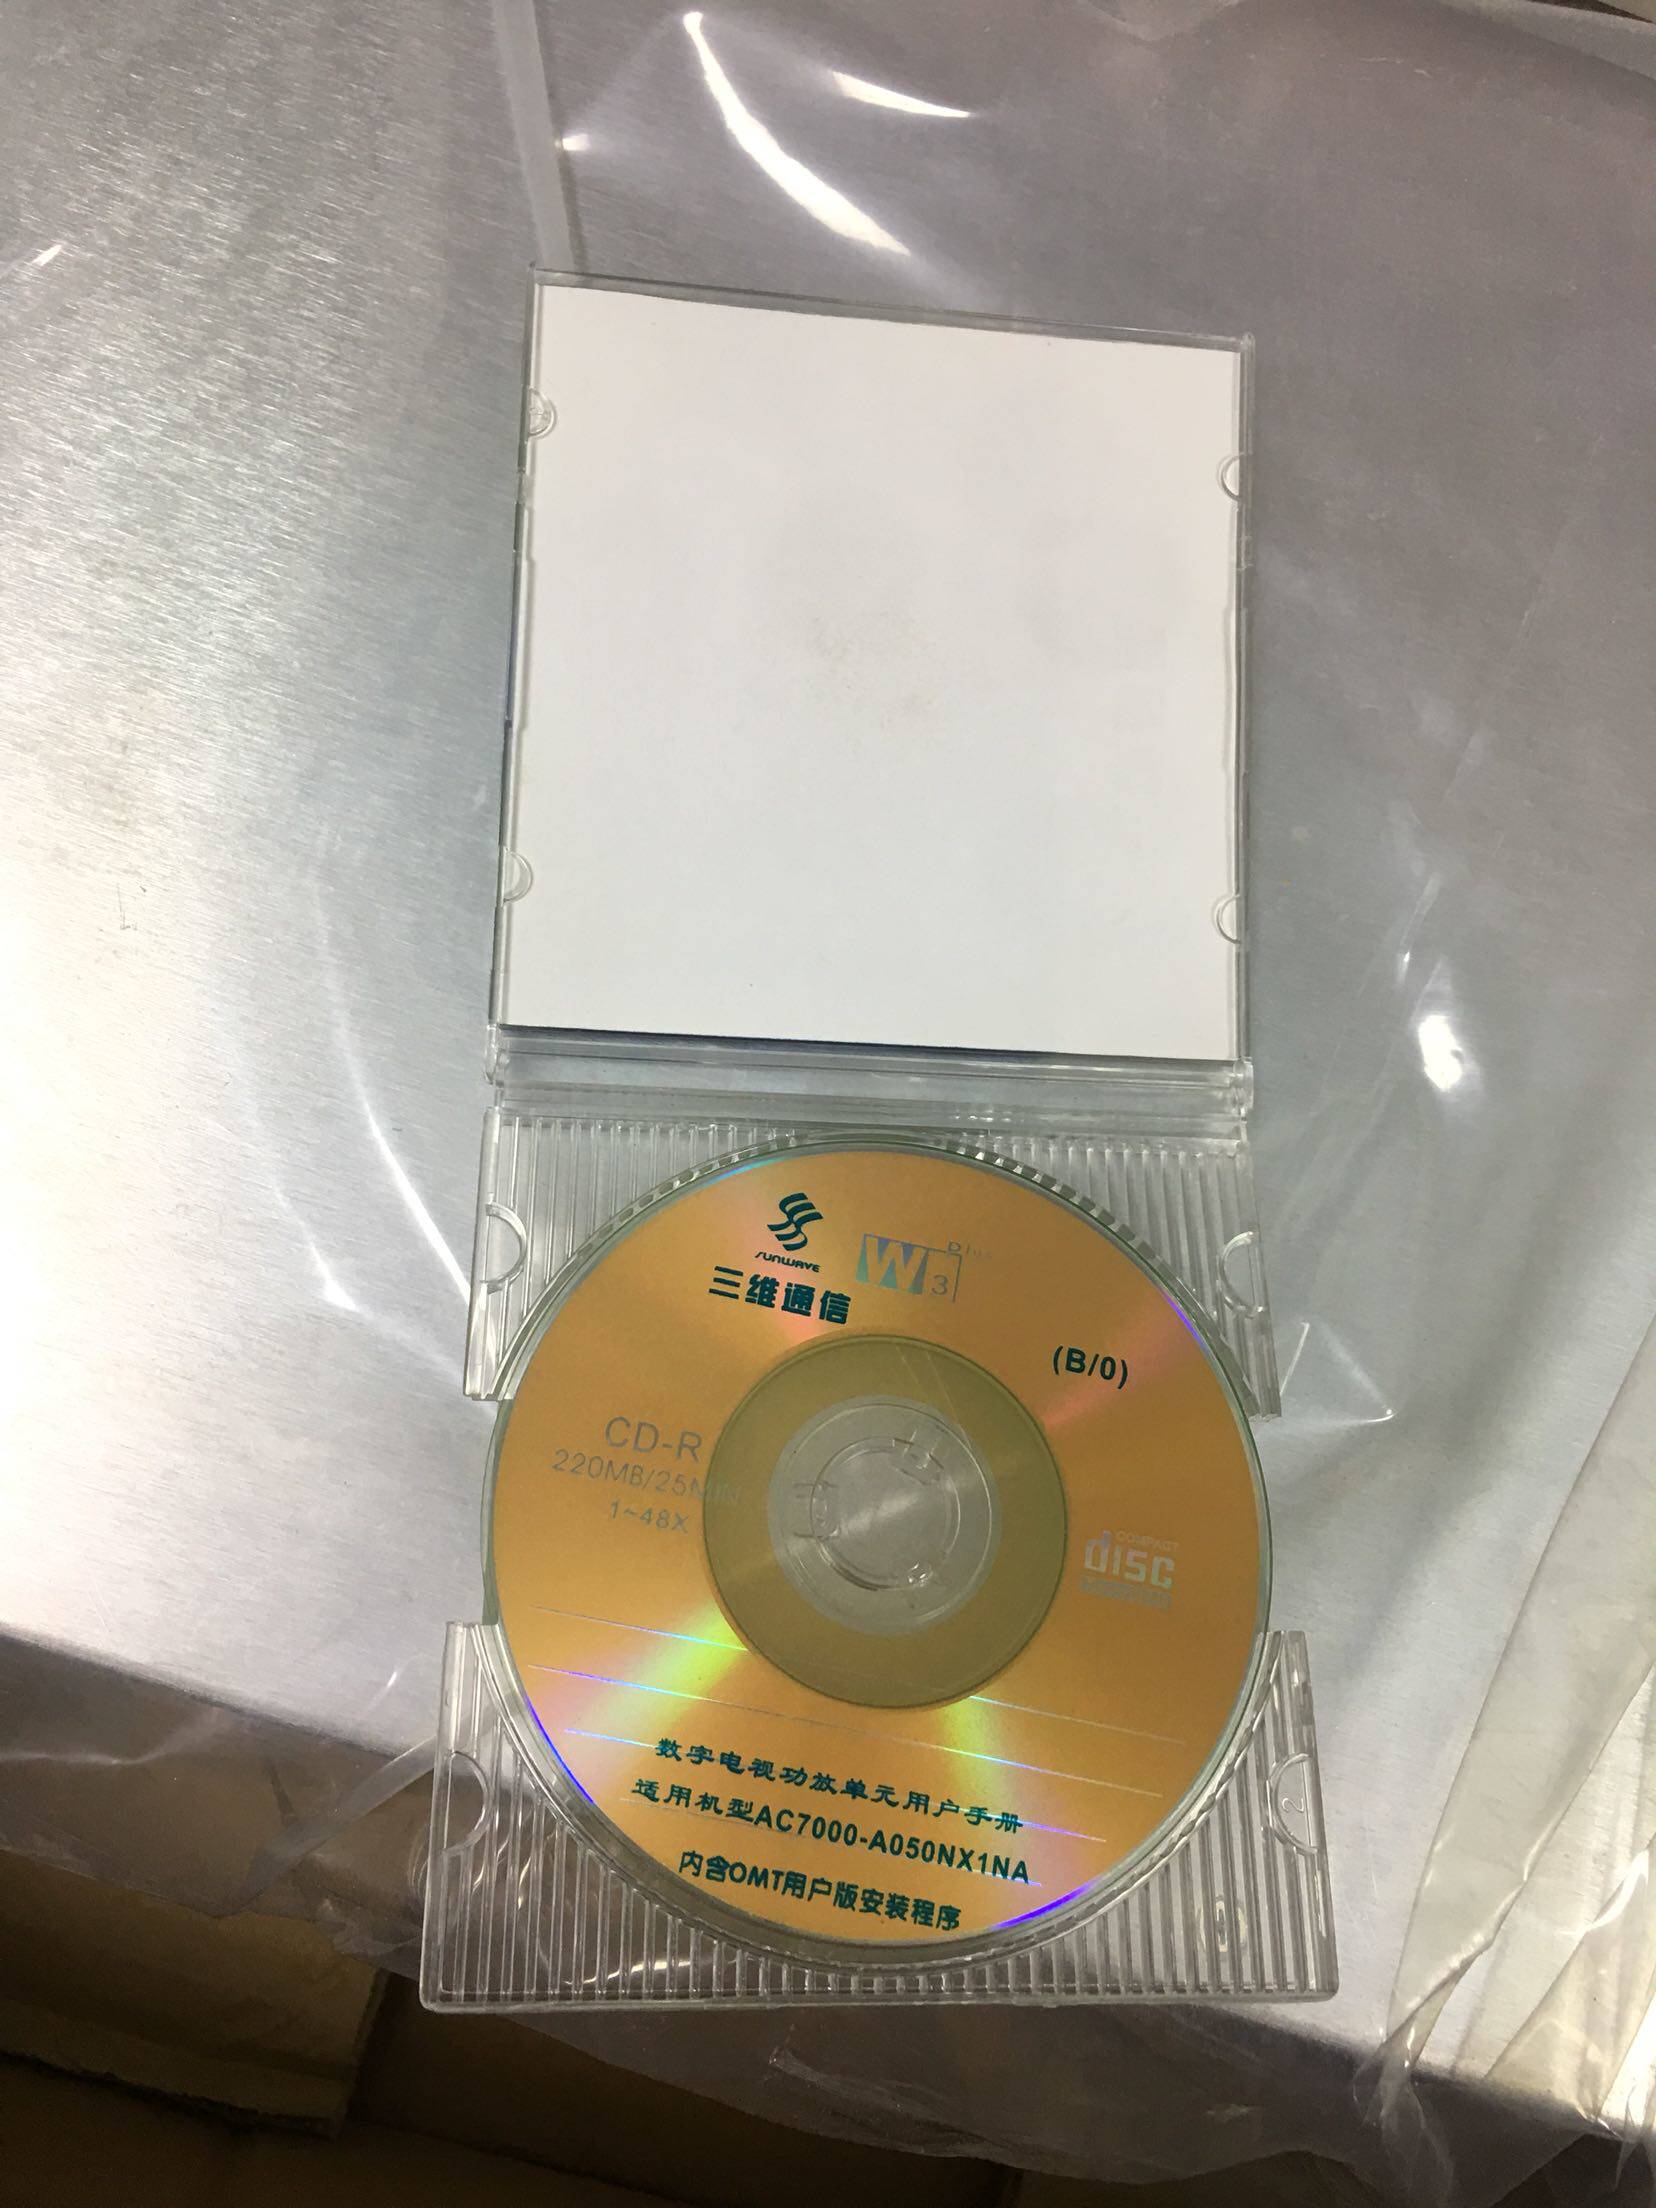 SUNWAVE
三维通信
W3 Plus
(B/0)
CD-R
220MB/25MIN
1~48X
COMPACT
disc
数字电视功放单元用户手册
适用机型AC7000-A050NX1NA
内含OMT用户版安装程序
2